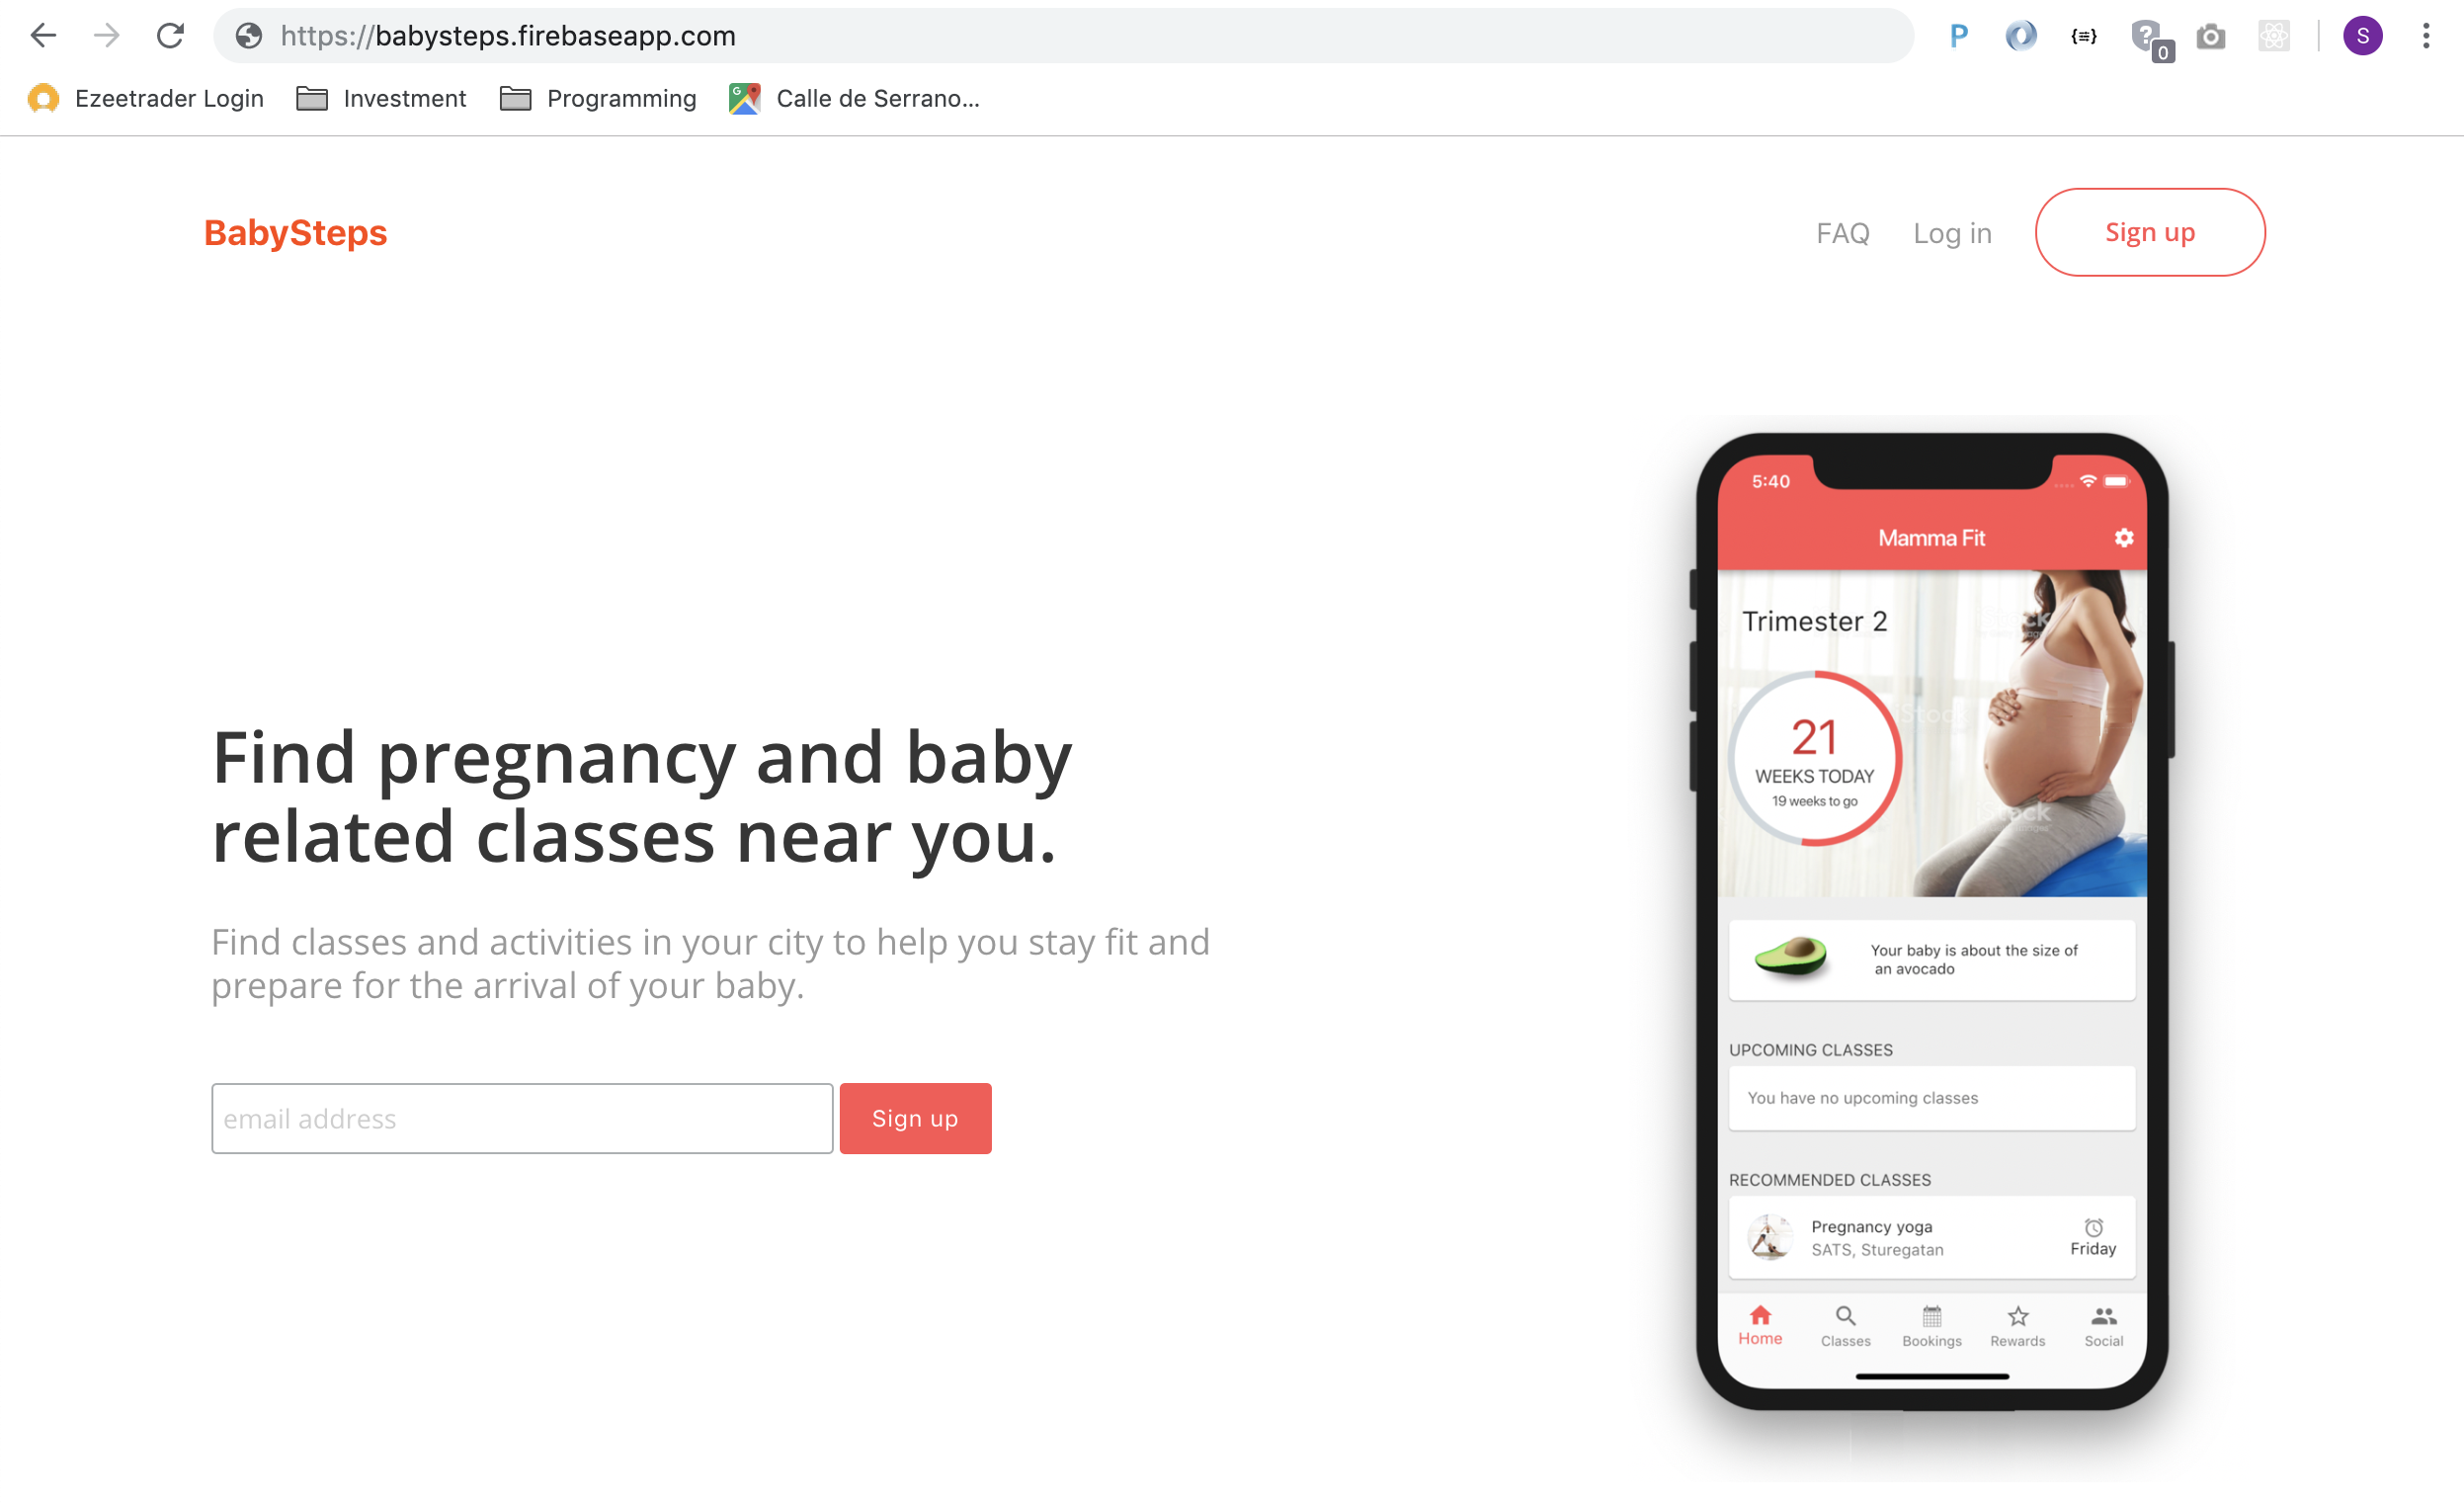 https://babysteps.firebaseapp.com
P
0
S
Ezeetrader Login
Investment
Programming
G
Calle de Serrano...
BabySteps
FAQ
Log in
Sign up
Find pregnancy and baby
related classes near you.
Find classes and activities in your city to help you stay fit and
prepare for the arrival of your baby.
email address
Sign up
5:40
Mamma Fit
Trimester 2
21
WEEKS TODAY
19 weeks to go
iStock
Your baby is about the size of
an avocado
UPCOMING CLASSES
You have no upcoming classes
RECOMMENDED CLASSES
Pregnancy yoga
SATS, Sturegatan
Friday
Home
Classes
Bookings
Rewards
Social